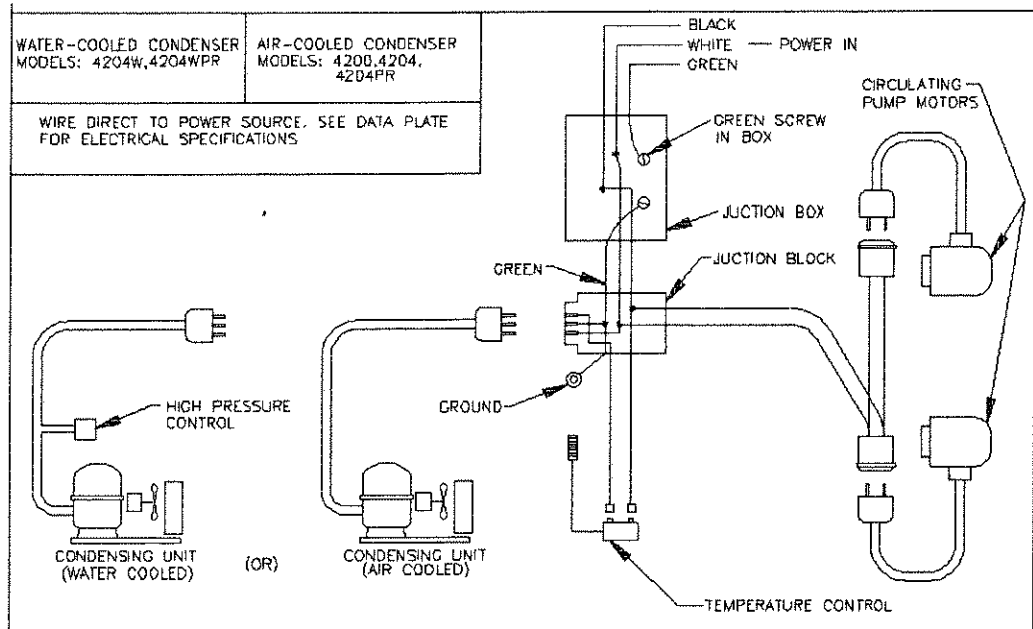 WATER-COOLED CONDENSER
MODELS: 4204W,4204WPR
AIR-COOLED CONDENSER
MODELS: 4200,4204,
4204PR
WIRE DIRECT TO POWER SOURCE. SEE DATA PLATE
FOR ELECTRICAL SPECIFICATIONS
BLACK
WHITE
POWER IN
GREEN
CIRCULATING
PUMP MOTORS
GREEN SCREW
IN BOX
JUCTION BOX
GREEN
JUCTION BLOCK
HIGH PRESSURE
CONTROL
GROUND
CONDENSING UNIT
(WATER COOLED)
(OR)
CONDENSING UNIT
(AIR COOLED)
TEMPERATURE CONTROL